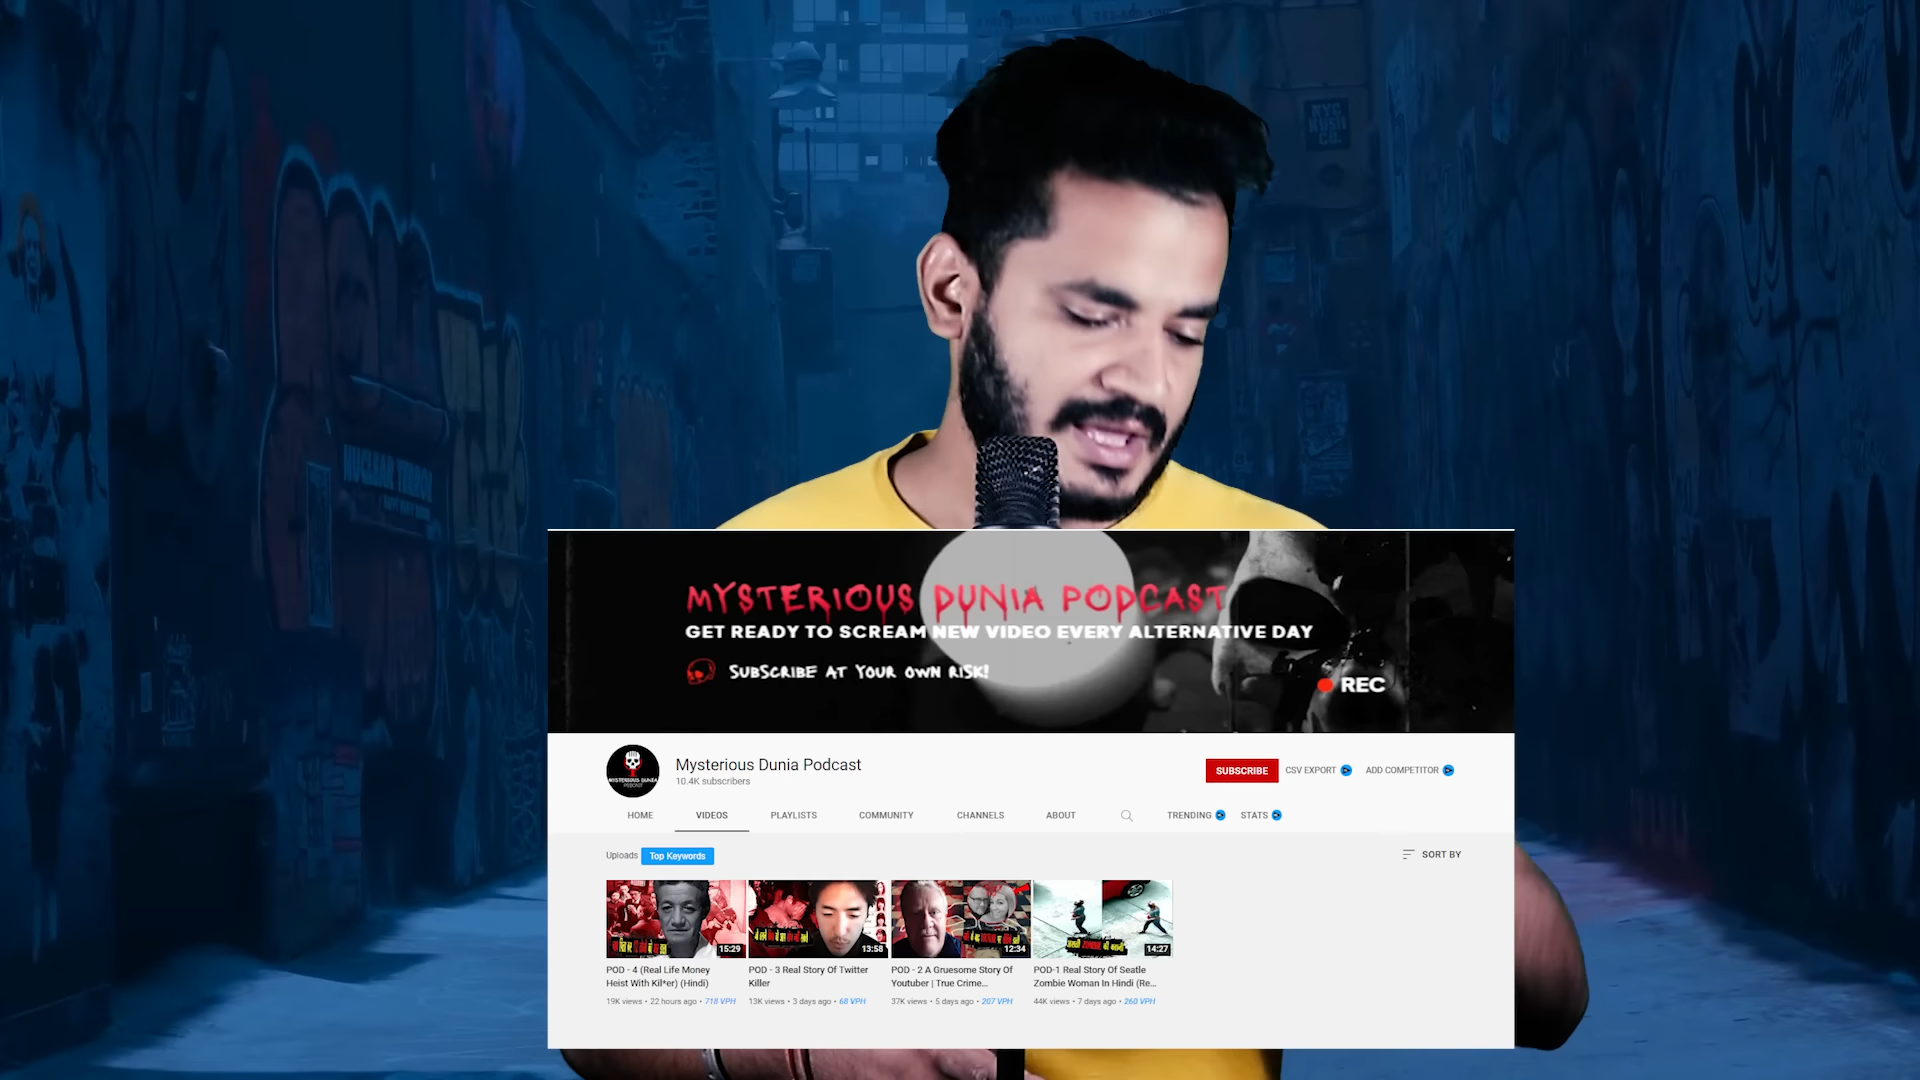 NYC
KUSH
CO.
MYSTERIOUS DUNIA PODCAST
GET READY TO SCREAM NEW VIDEO EVERY ALTERNATIVE DAY
SUBSCRIBE AT YOUR OWN RISK!
REC
MYSTERIOUS DUNIA
PODCAST
Mysterious Dunia Podcast
10.4K subscribers
SUBSCRIBE
CSV EXPORT
ADD COMPETITOR
HOME
VIDEOS
PLAYLISTS
COMMUNITY
CHANNELS
ABOUT
TRENDING
STATS
Uploads
Top Keywords
SORT BY
15:29
POD - 4 (Real Life Money
Heist With Kil*er) (Hindi)
19K views • 22 hours ago • 718 VPH
13:58
POD - 3 Real Story Of Twitter
Killer
13K views • 3 days ago • 68 VPH
12:34
POD - 2 A Gruesome Story Of
Youtuber | True Crime...
37K views • 5 days ago • 207 VPH
14:27
POD-1 Real Story Of Seatle
Zombie Woman In Hindi (Re...
44K views • 7 days ago • 260 VPH